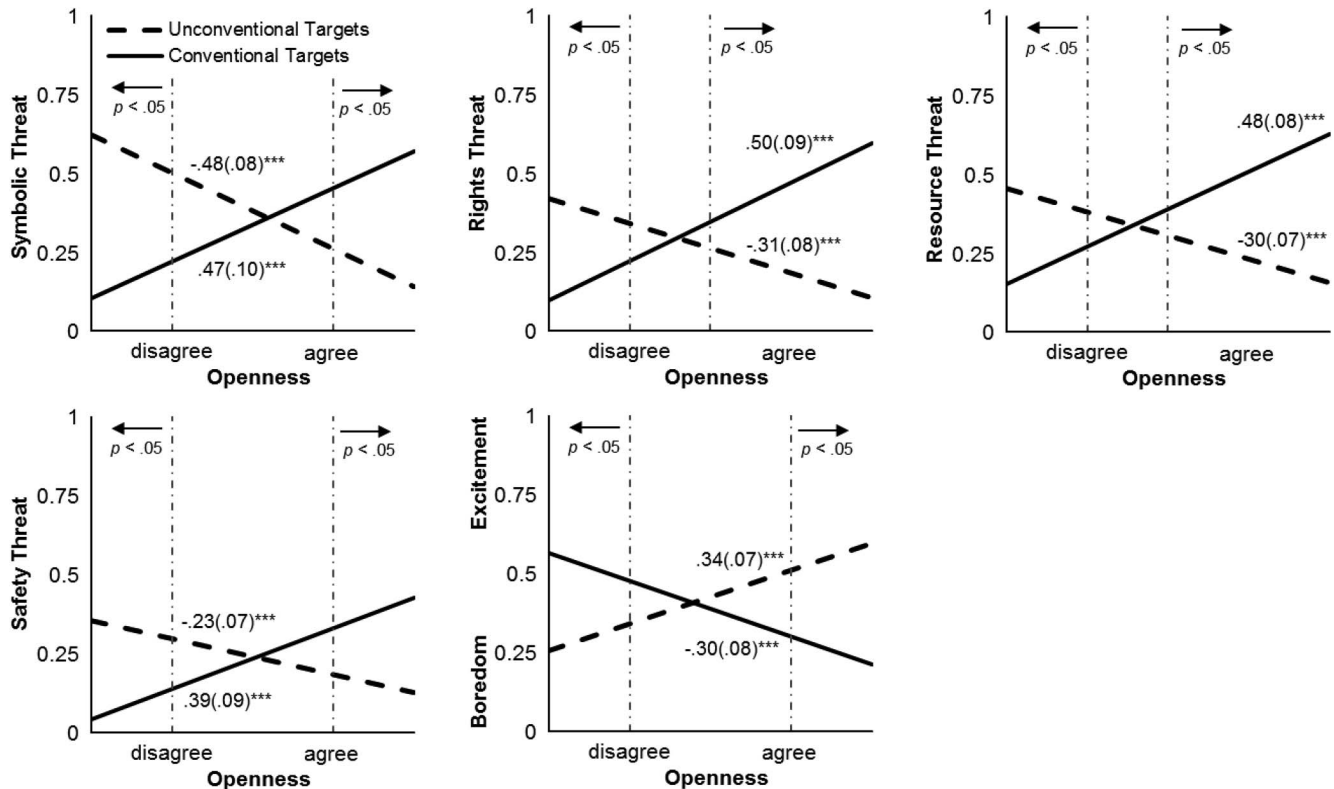 1
0.75
0.5
0.25
0
Symbolic Threat
Unconventional Targets
Conventional Targets
p < .05
p < .05
-.48(.08)***
.47(.10)***
disagree
agree
Openness
1
0.75
0.5
0.25
0
Rights Threat
p < .05
p < .05
.50(.09)***
-.31(.08)***
disagree
agree
Openness
1
0.75
0.5
0.25
0
Resource Threat
p < .05
p < .05
.48(.08)***
-30(.07)***
disagree
agree
Openness
1
0.75
0.5
0.25
0
Safety Threat
p < .05
p < .05
-.23(.07)***
.39(.09)***
disagree
agree
Openness
1
0.75
0.5
0.25
0
Boredom
Excitement
p < .05
p < .05
.34(.07)***
-.30(.08)***
disagree
agree
Openness